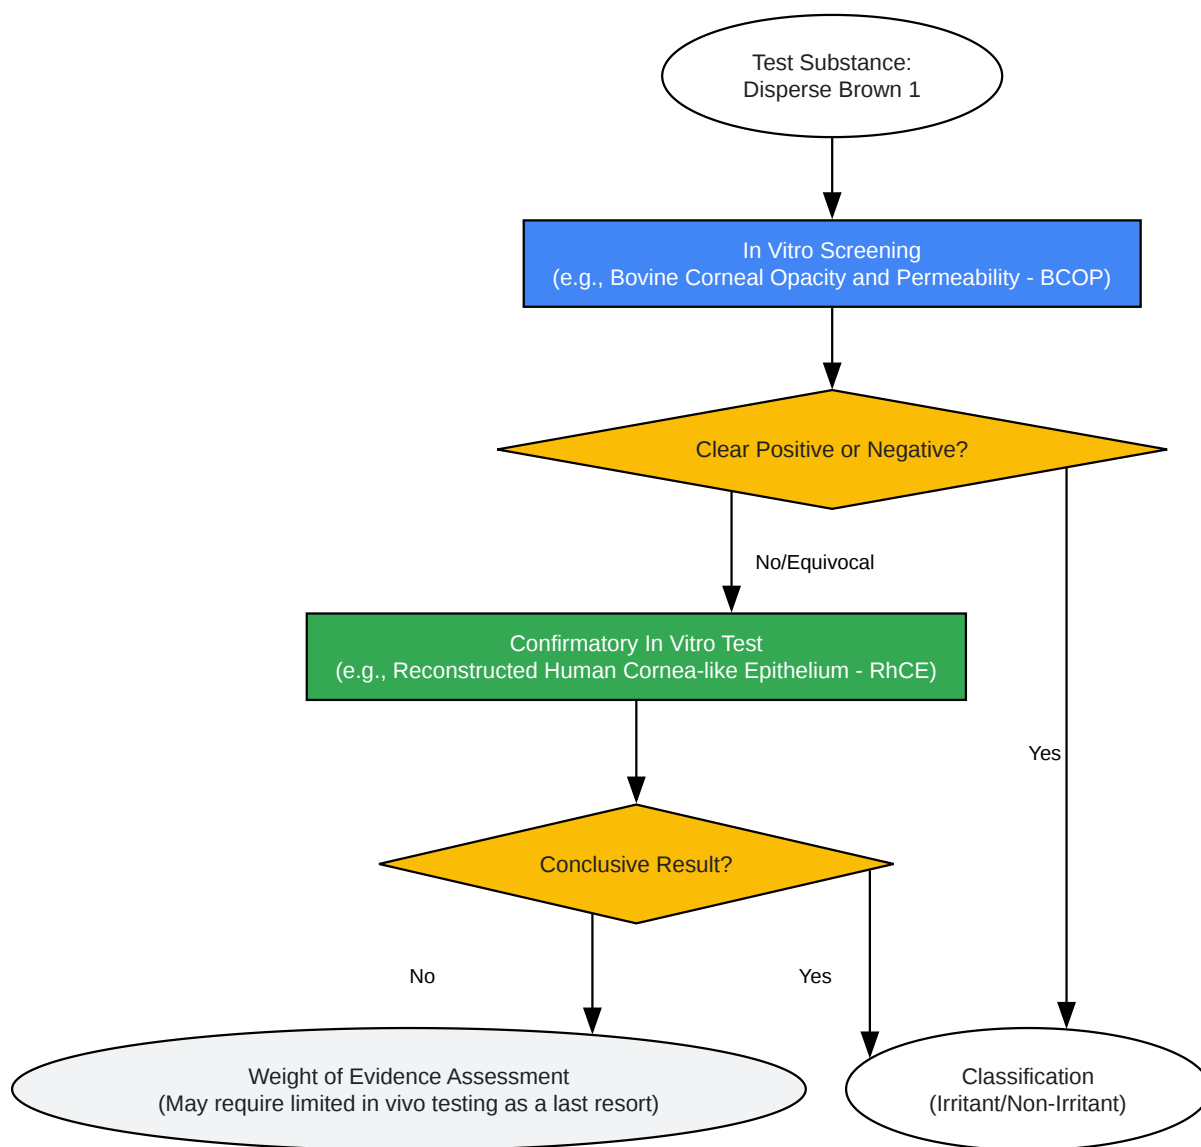 Test Substance:
Disperse Brown 1
In Vitro Screening
(e.g., Bovine Corneal Opacity and Permeability - BCOP)
Clear Positive or Negative?
No/Equivocal
Confirmatory In Vitro Test
(e.g., Reconstructed Human Cornea-like Epithelium - RhCE)
Yes
Conclusive Result?
No
Yes
Weight of Evidence Assessment
(May require limited in vivo testing as a last resort)
Classification
(Irritant/Non-Irritant)